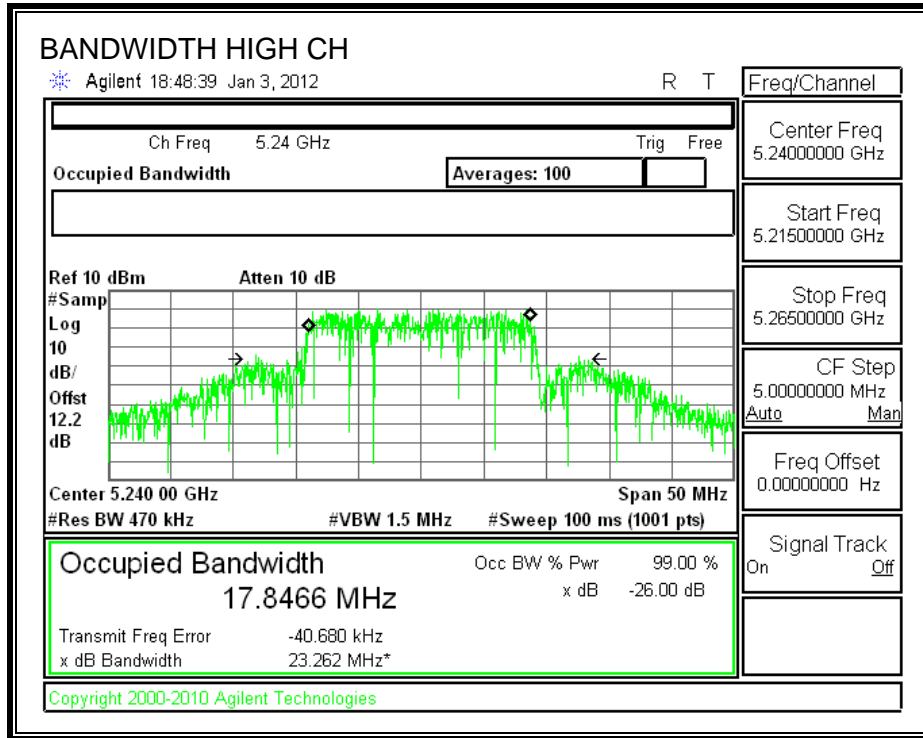 BANDWIDTH HIGH CH
Agilent 18:48:39 Jan 3, 2012 R T
Freq/Channel
Ch Freq 5.24 GHz Trig Free
Occupied Bandwidth Averages: 100
Ref 10 dBm Atten 10 dB
#Samp
Log
10
dB/
Offst
12.2
dB
Center 5.240 00 GHz Span 50 MHz
#Res BW 470 kHz #VBW 1.5 MHz #Sweep 100 ms (1001 pts)
Occupied Bandwidth Occ BW % Pwr 99.00 %
17.8466 MHz x dB -26.00 dB
Transmit Freq Error -40.680 kHz
x dB Bandwidth 23.262 MHz*
Copyright 2000-2010 Agilent Technologies
Center Freq
5.24000000 GHz
Start Freq
5.21500000 GHz
Stop Freq
5.26500000 GHz
CF Step
5.00000000 MHz
Auto Man
Freq Offset
0.00000000 Hz
Signal Track
On Off